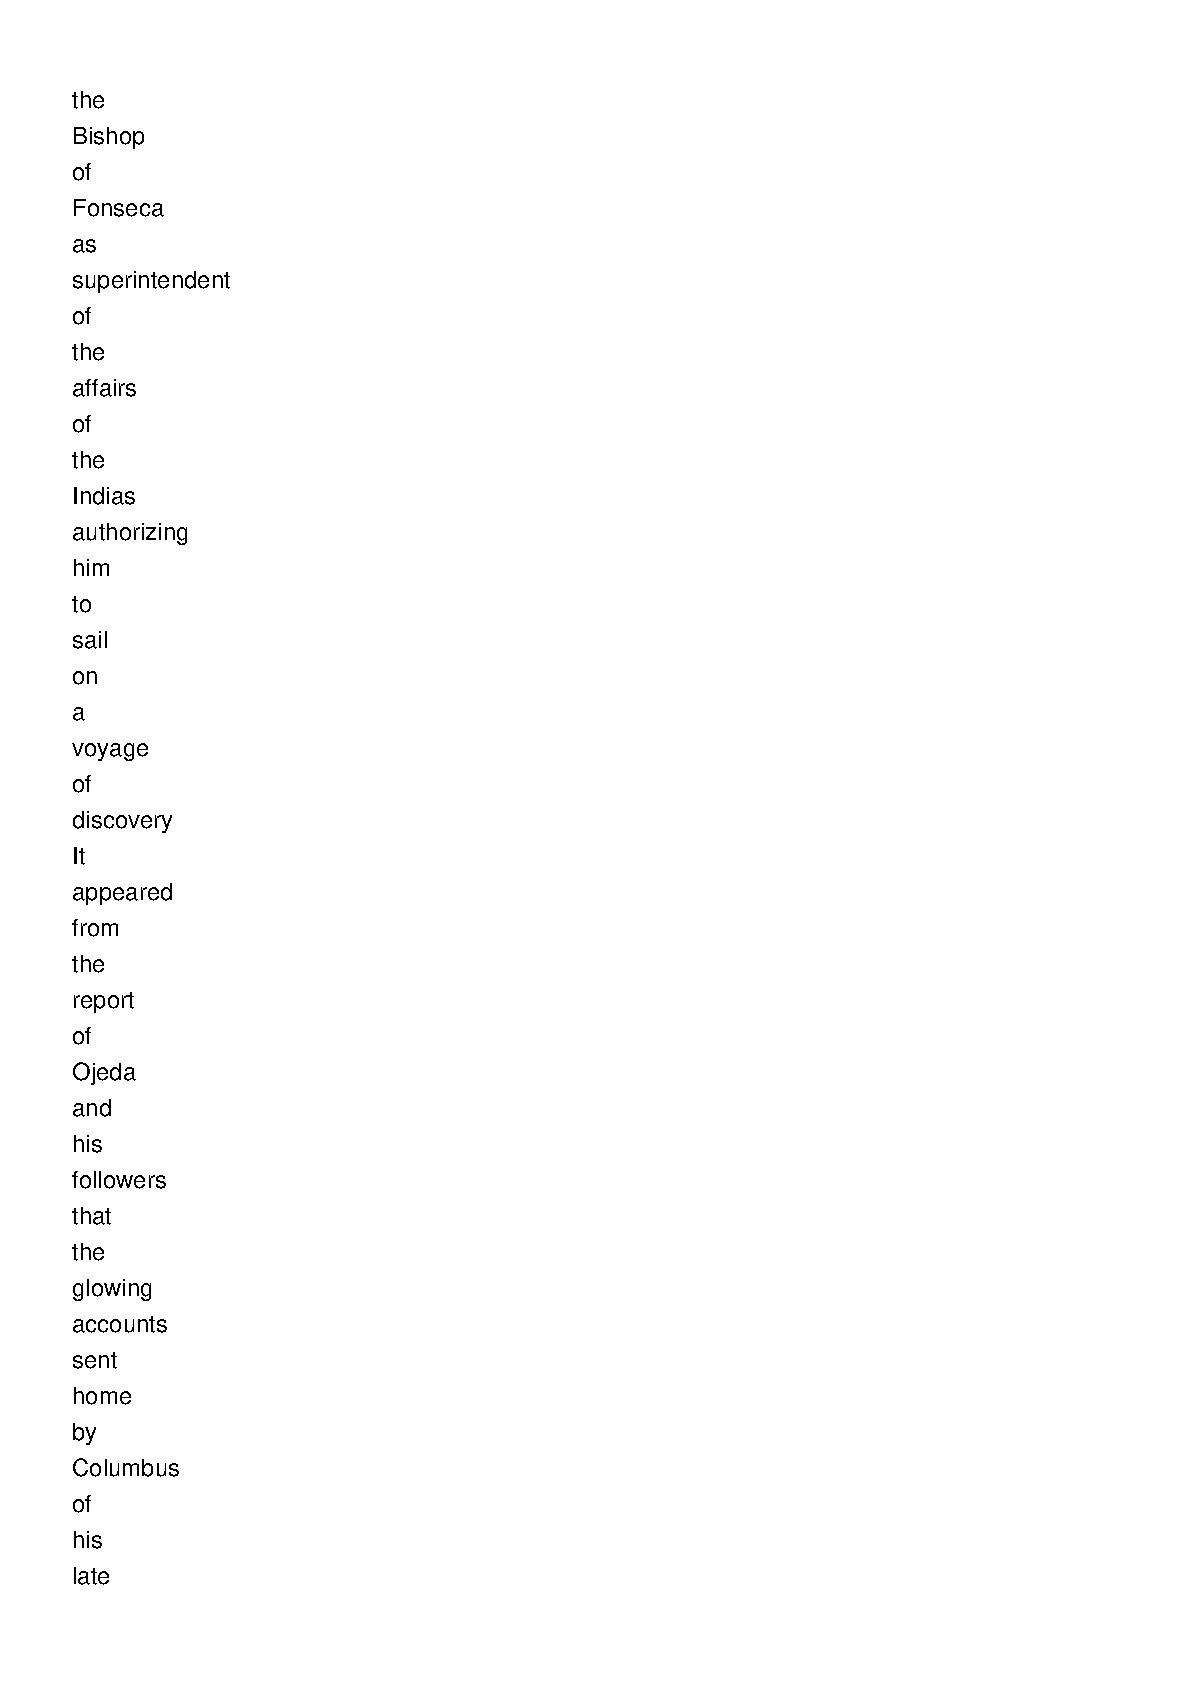 the
Bishop
of
Fonseca
as
superintendent
of
the
affairs
of
the
Indias
authorizing
him
to
sail
on
a
voyage
of
discovery
It
appeared
from
the
report
of
Ojeda
and
his
followers
that
the
glowing
accounts
sent
home
by
Columbus
of
his
late